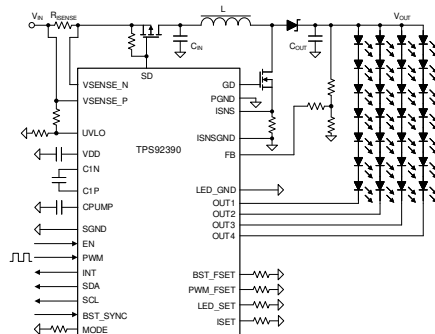 VIN RISENSE L VOUT
CIN COUT
SD
VSENSE_N GD
VSENSE_P PGND
ISNS
UVLO ISNSGND
TPS92390
VDD FB
C1N
C1P LED_GND
CPUMP OUT1
OUT2
SGND OUT3
EN OUT4
PWM
INT BST_FSET
SDA PWM_FSET
SCL LED_SET
BST_SYNC ISET
MODE